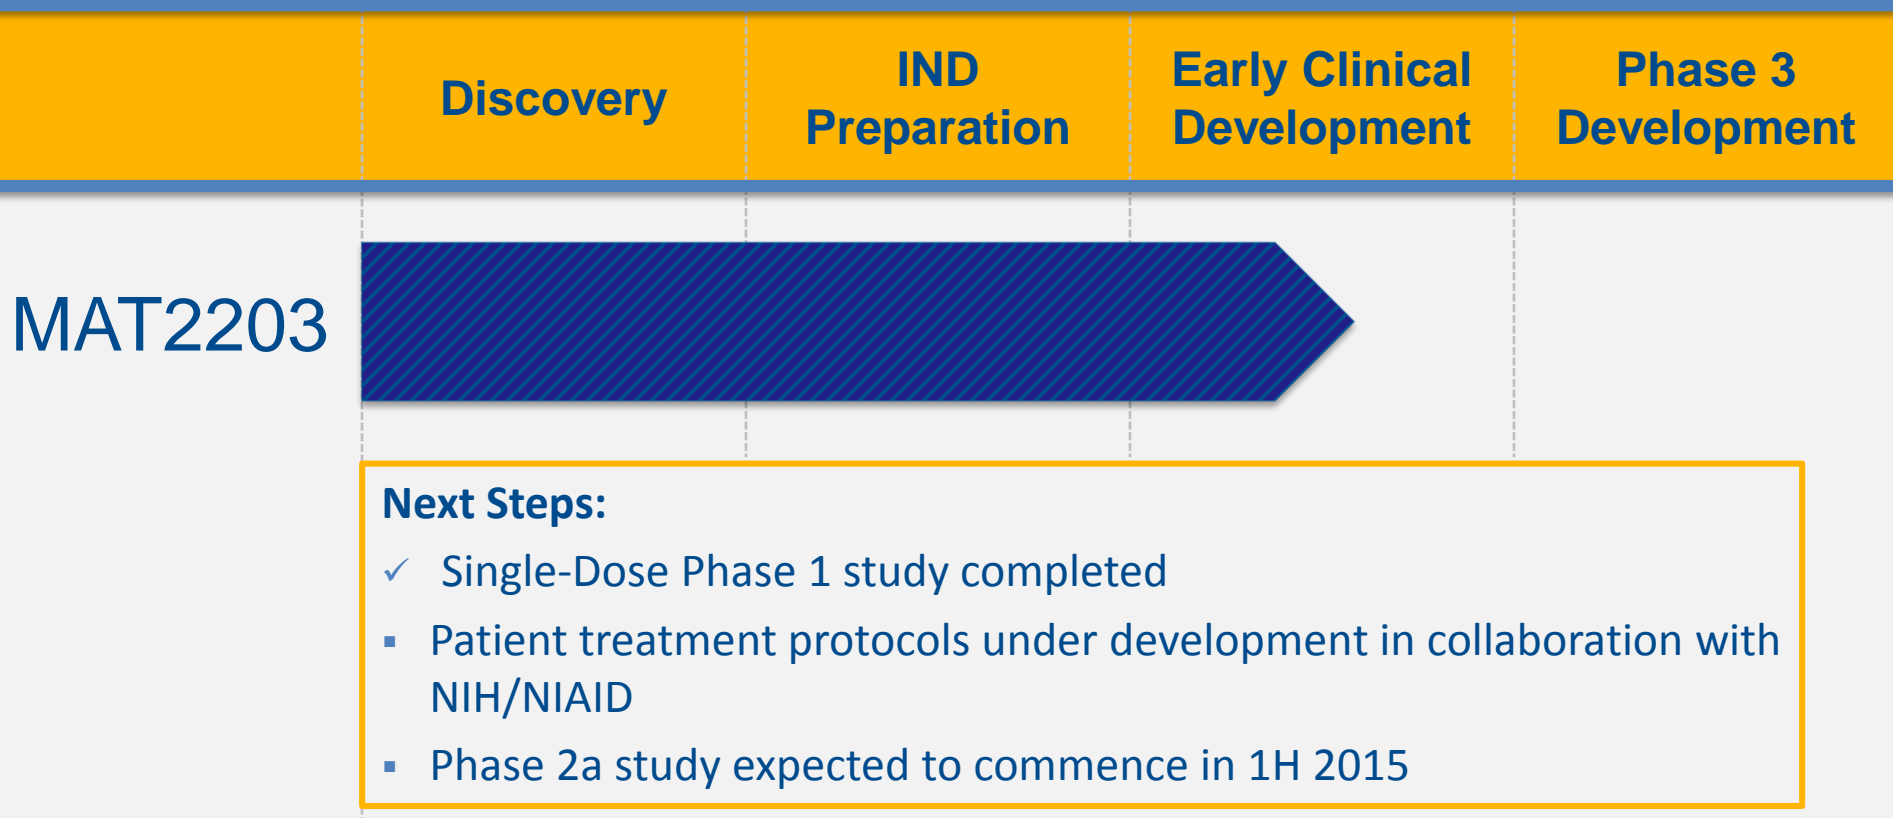 Discovery
IND
Preparation
Early Clinical
Development
Phase 3
Development
MAT2203
Next Steps:
✓ Single-Dose Phase 1 study completed
▪ Patient treatment protocols under development in collaboration with
NIH/NIAID
▪ Phase 2a study expected to commence in 1H 2015